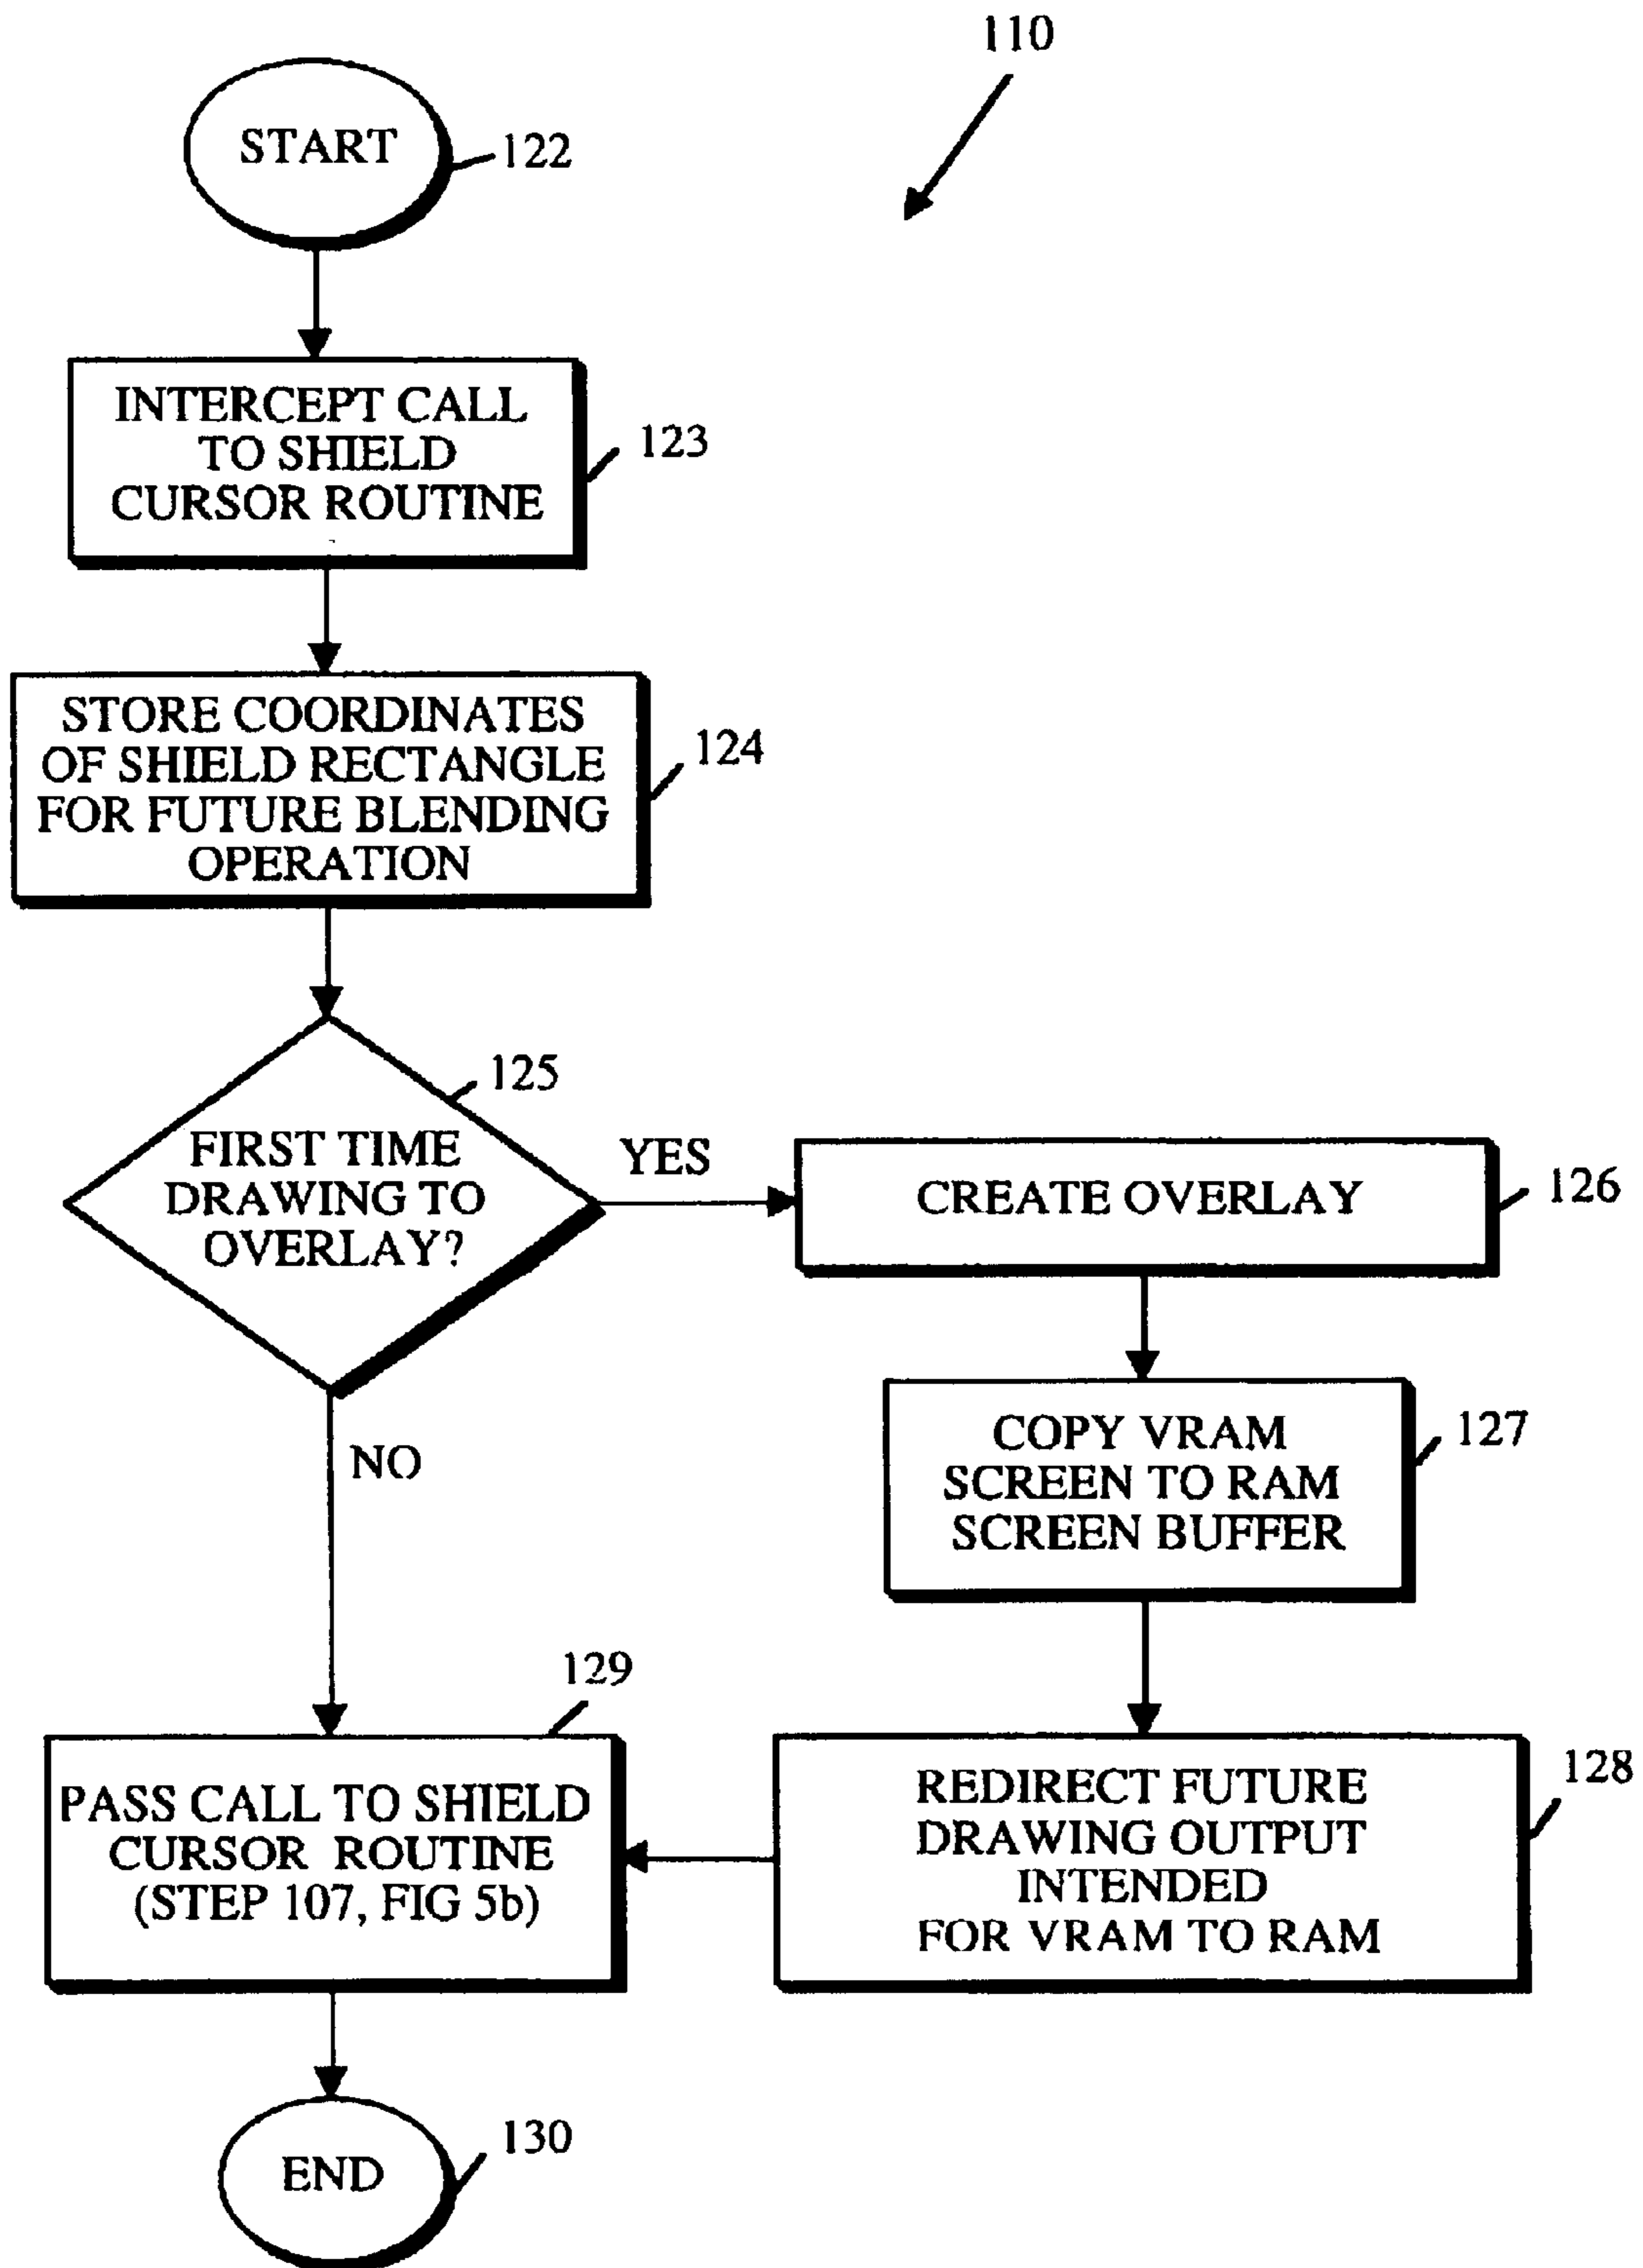 110
START
122
INTERCEPT CALL
TO SHIELD
CURSOR ROUTINE
123
STORE COORDINATES
OF SHIELD RECTANGLE
FOR FUTURE BLENDING
OPERATION
124
125
FIRST TIME
DRAWING TO
OVERLAY?
YES
CREATE OVERLAY
126
NO
COPY VRAM
SCREEN TO RAM
SCREEN BUFFER
127
129
PASS CALL TO SHIELD
CURSOR ROUTINE
(STEP 107, FIG 5b)
REDIRECT FUTURE
DRAWING OUTPUT
INTENDED
FOR VRAM TO RAM
128
END
130